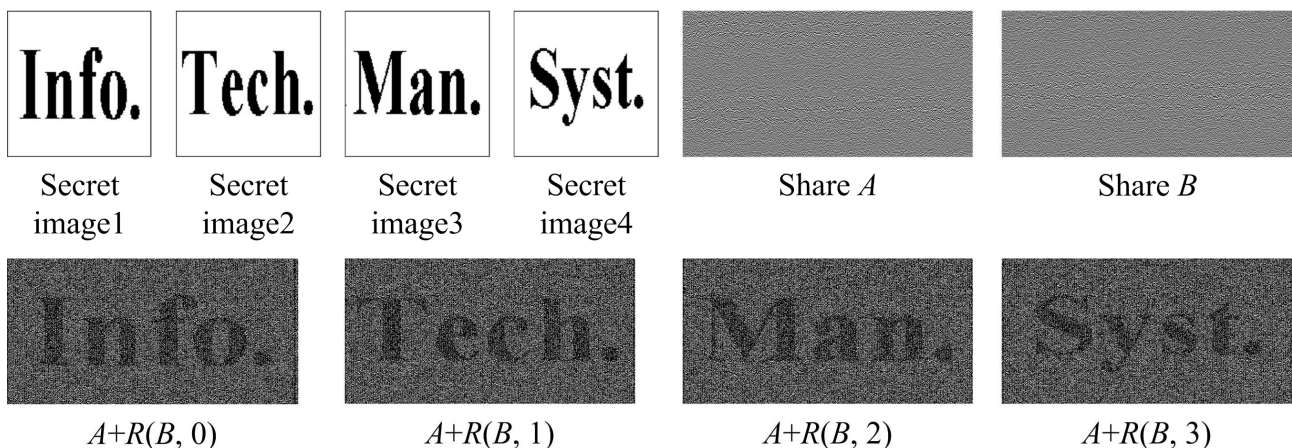 Info. Tech. Man. Syst.
Secret image1 Secret image2 Secret image3 Secret image4 Share A Share B
Info. Tech. Man. Syst.
A+R(B, 0) A+R(B, 1) A+R(B, 2) A+R(B, 3)